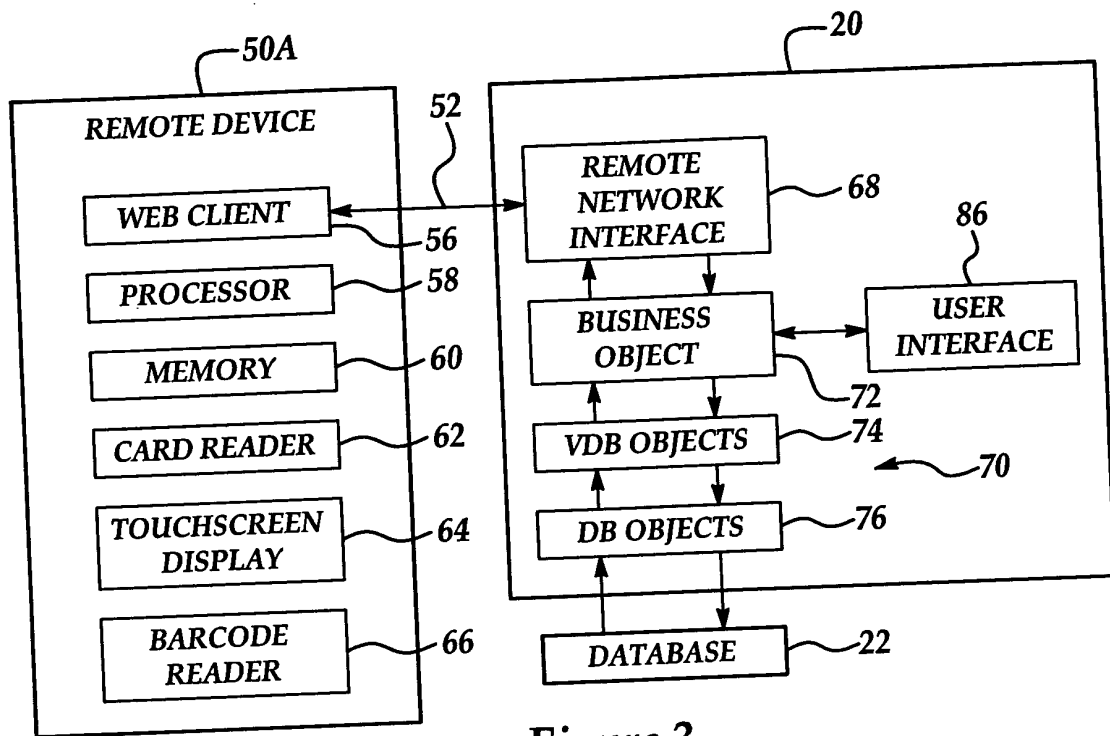 50A
REMOTE DEVICE
WEB CLIENT
56
PROCESSOR
58
MEMORY
60
CARD READER
62
TOUCHSCREEN
DISPLAY
64
BARCODE
READER
66
52
20
REMOTE
NETWORK
INTERFACE
68
BUSINESS
OBJECT
72
USER
INTERFACE
86
VDB OBJECTS
74
70
DB OBJECTS
76
DATABASE
22